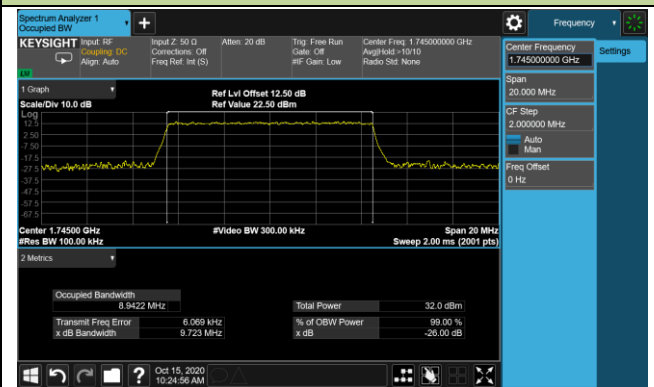 Spectrum Analyzer 1
Occupied BW
Frequency
KEYSIGHT
Input: RF
Coupling: DC
Align: Auto
Input Z: 50 Ω
Corrections: Off
Freq Ref: Int (S)
Atten: 20 dB
Trig: Free Run
Gate: Off
#IF Gain: Low
Center Freq: 1.745000000 GHz
Avg|Hold:>10/10
Radio Std: None
Center Frequency
1.745000000 GHz
Settings
Span
20.000 MHz
CF Step
2.000000 MHz
Auto
Man
Freq Offset
0 Hz
1 Graph
Scale/Div 10.0 dB
Ref Lvl Offset 12.50 dB
Ref Value 22.50 dBm
Log
12.5
2.50
-7.50
-17.5
-27.5
-37.5
-47.5
-57.5
-67.5
Center 1.74500 GHz
#Res BW 100.00 kHz
#Video BW 300.00 kHz
Span 20 MHz
Sweep 2.00 ms (2001 pts)
2 Metrics
Occupied Bandwidth
8.9422 MHz
Total Power 32.0 dBm
Transmit Freq Error 6.069 kHz
% of OBW Power 99.00 %
x dB Bandwidth 9.723 MHz
x dB -26.00 dB
Oct 15, 2020
10:24:56 AM